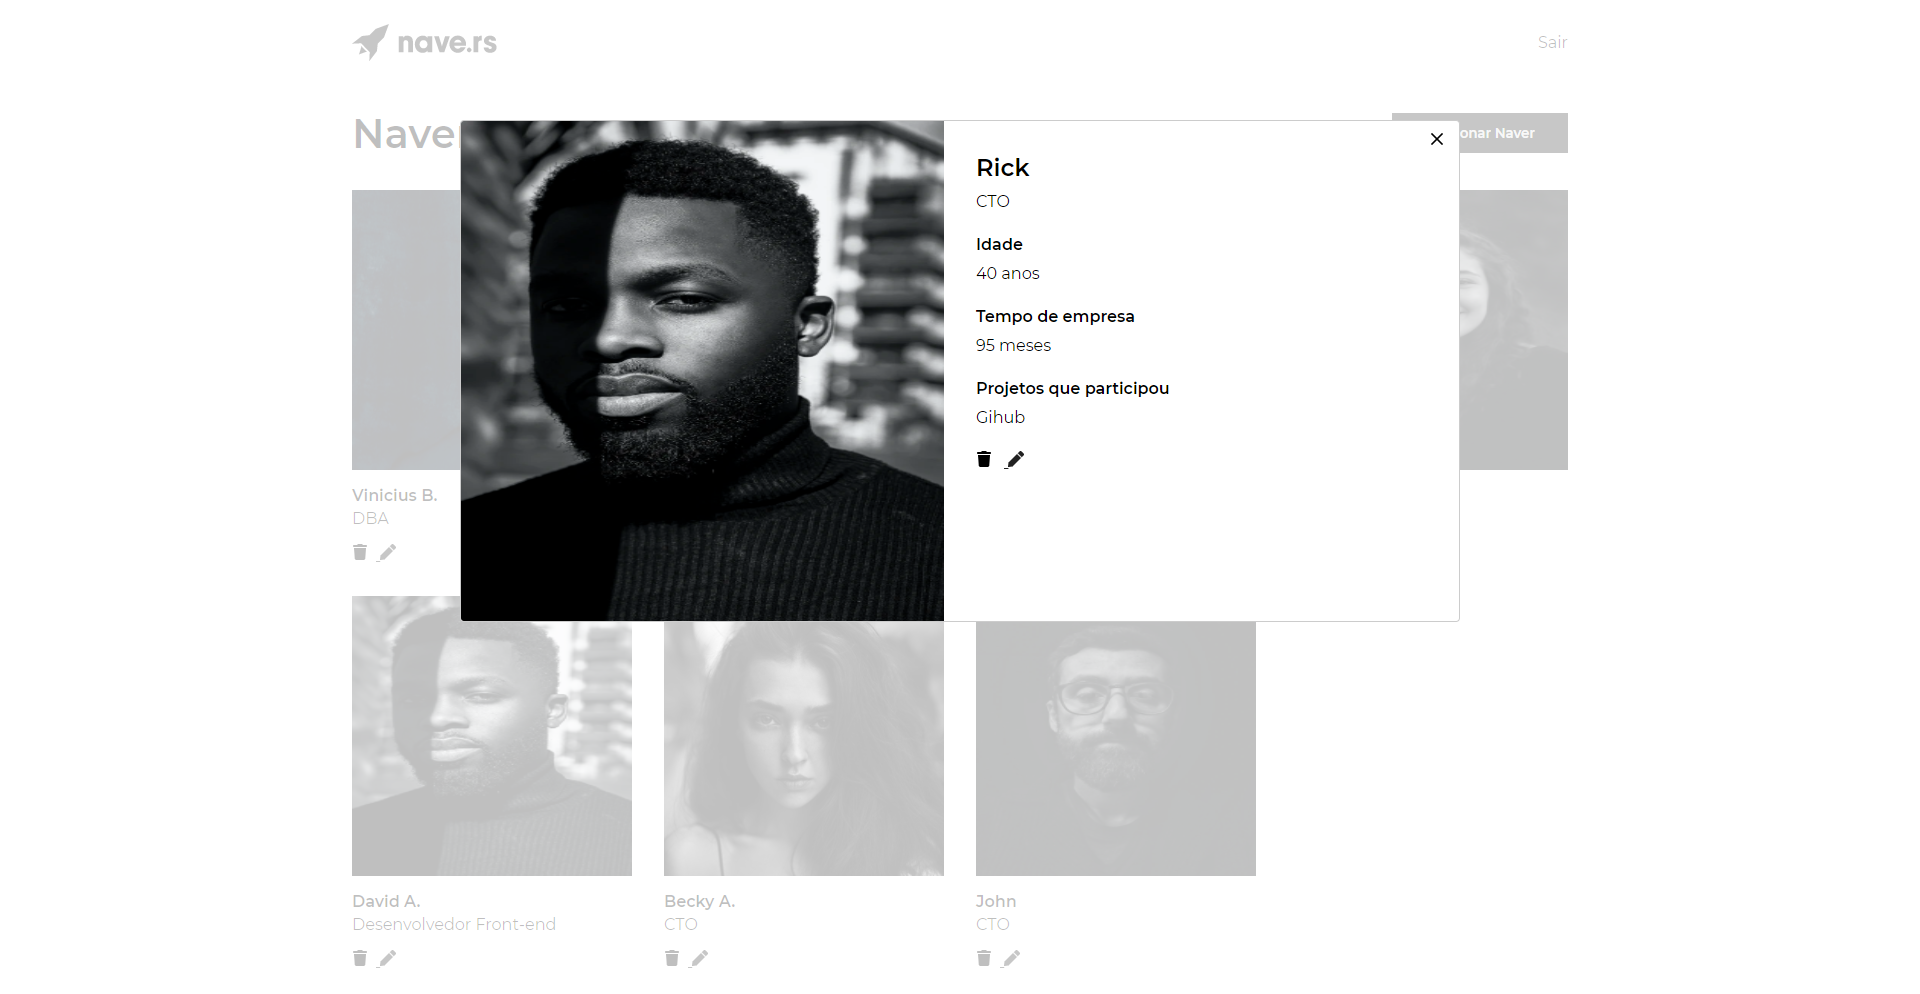 nave.rs
Sair
Nave
onar Naver
Rick
CTO
Idade
40 anos
Tempo de empresa
95 meses
Projetos que participou
Gihub
Vinicius B.
DBA
David A.
Desenvolvedor Front-end
Becky A.
CTO
John
CTO